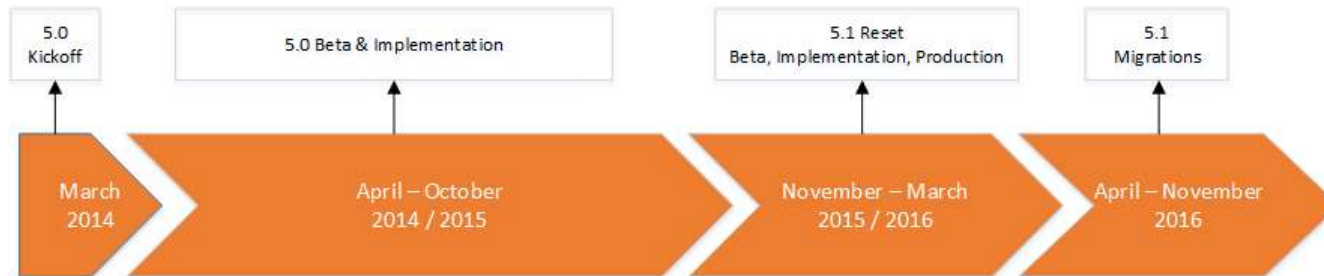 5.0
Kickoff
5.0 Beta & Implementation
5.1 Reset
Beta, Implementation, Production
5.1
Migrations
March
2014
April – October
2014 / 2015
November – March
2015 / 2016
April – November
2016